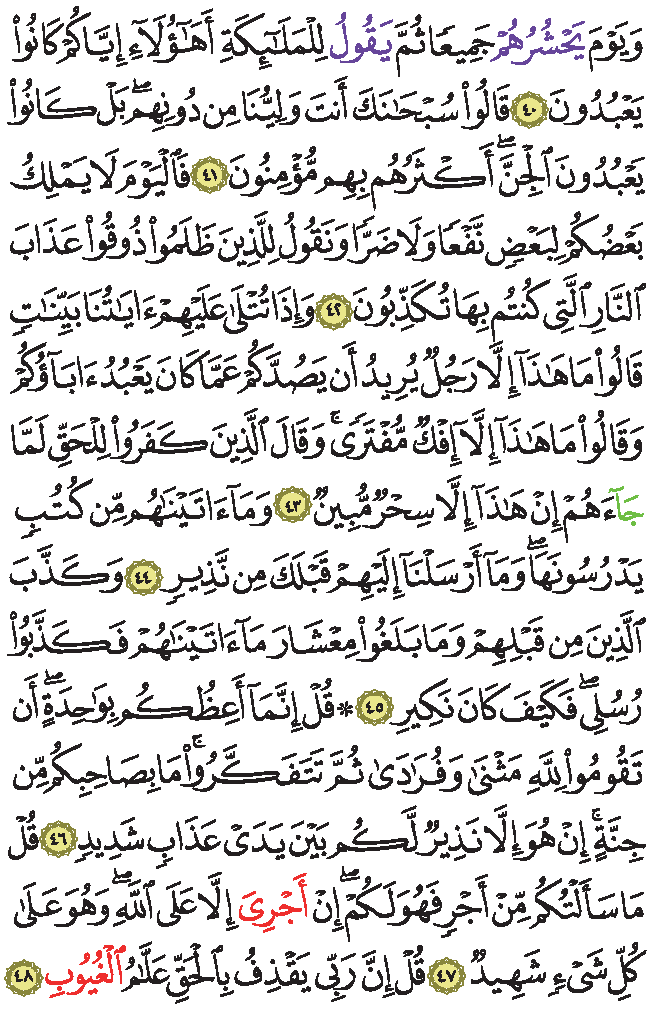 وَيَوْمَ يَحْشُرُهُمْ جَمِيعًا ثُمَّ يَقُولُ لِلْمَلَٰٓئِكَةِ أَهَٰٓؤُلَآءِ إِيَّاكُمْ كَانُوا۟
يَعْبُدُونَ ٤٠ قَالُوا۟ سُبْحَٰنَكَ أَنتَ وَلِيُّنَا مِن دُونِهِمۖ بَلْ كَانُوا۟
يَعْبُدُونَ ٱلْجِنَّۖ أَكْثَرُهُم بِهِم مُّؤْمِنُونَ ٤١ فَٱلْيَوْمَ لَا يَمْلِكُ
بَعْضُكُمْ لِبَعْضٍ نَّفْعًا وَلَا ضَرًّا وَنَقُولُ لِلَّذِينَ ظَلَمُوا۟ ذُوقُوا۟ عَذَابَ
ٱلنَّارِ ٱلَّتِى كُنتُم بِهَا تُكَذِّبُونَ ٤٢ وَإِذَا تُتْلَىٰ عَلَيْهِمْ ءَايَٰتُنَا بَيِّنَٰتٍ
قَالُوا۟ مَا هَٰذَآ إِلَّا رَجُلٌ يُرِيدُ أَن يَصُدَّكُمْ عَمَّا كَانَ يَعْبُدُ ءَابَآؤُكُمْ
وَقَالُوا۟ مَا هَٰذَآ إِلَّآ إِفْكٌ مُّفْتَرًىۚ وَقَالَ ٱلَّذِينَ كَفَرُوا۟ لِلْحَقِّ لَمَّا
جَآءَهُمْ إِنْ هَٰذَآ إِلَّا سِحْرٌ مُّبِينٌ ٤٣ وَمَآ ءَاتَيْنَٰهُم مِّن كُتُبٍ
يَدْرُسُونَهَاۖ وَمَآ أَرْسَلْنَآ إِلَيْهِمْ قَبْلَكَ مِن نَّذِيرٍ ٤٤ وَكَذَّبَ
ٱلَّذِينَ مِن قَبْلِهِمْ وَمَا بَلَغُوا۟ مِعْشَارَ مَآ ءَاتَيْنَٰهُمْ فَكَذَّبُوا۟
رُسُلِىۖ فَكَيْفَ كَانَ نَكِيرِ ٤٥ * قُلْ إِنَّمَآ أَعِظُكُم بِوَٰحِدَةٍۖ أَن
تَقُومُوا۟ لِلَّهِ مَثْنَىٰ وَفُرَٰدَىٰ ثُمَّ تَتَفَكَّرُوا۟ۚ مَا بِصَاحِبِكُم مِّن
جِنَّةٍۚ إِنْ هُوَ إِلَّا نَذِيرٌ لَّكُم بَيْنَ يَدَىْ عَذَابٍ شَدِيدٍ ٤٦ قُلْ
مَا سَأَلْتُكُم مِّنْ أَجْرٍ فَهُوَ لَكُمْۖ إِنْ أَجْرِىَ إِلَّا عَلَى ٱللَّهِۖ وَهُوَ عَلَىٰ
كُلِّ شَىْءٍ شَهِيدٌ ٤٧ قُلْ إِنَّ رَبِّى يَقْذِفُ بِٱلْحَقِّ عَلَّٰمُ ٱلْغُيُوبِ ٤٨